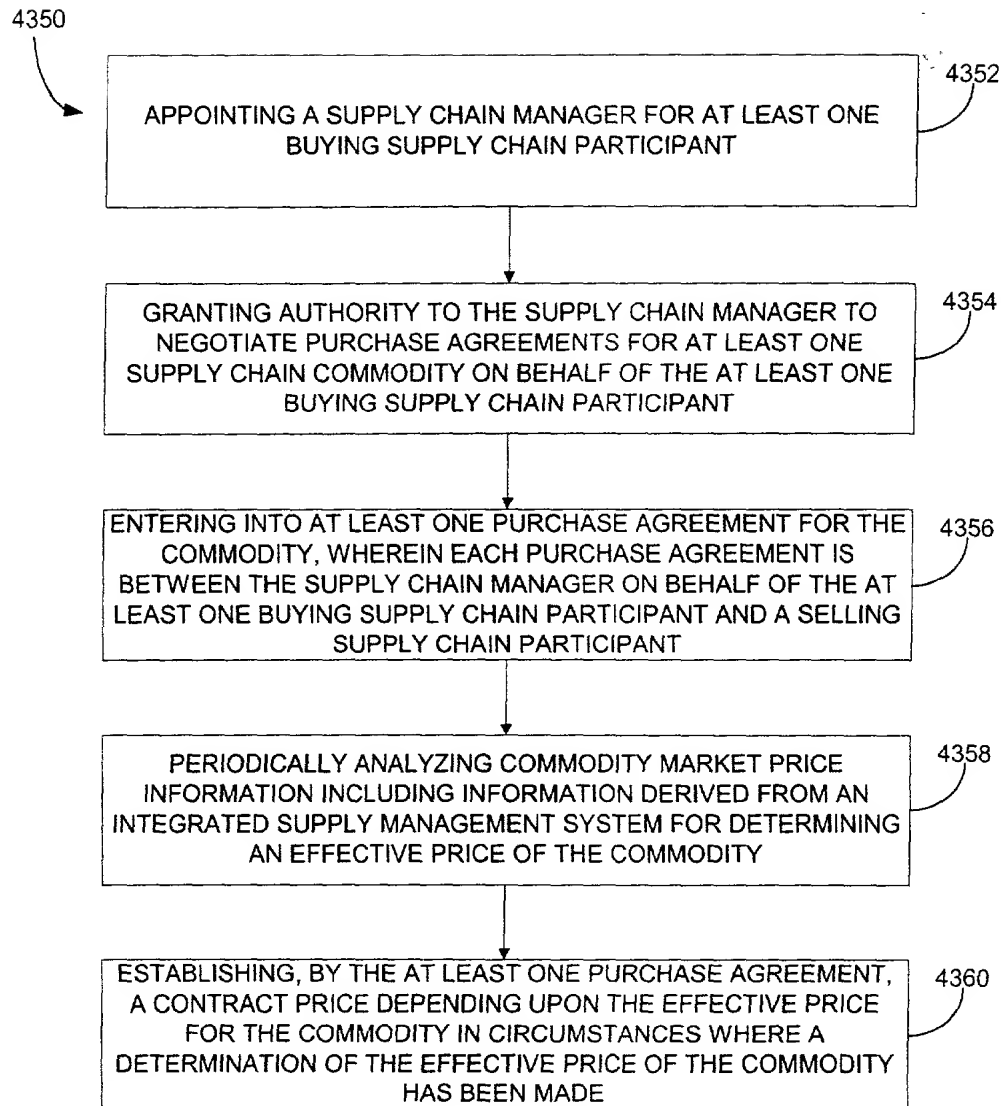 4350
4352
APPOINTING A SUPPLY CHAIN MANAGER FOR AT LEAST ONE
BUYING SUPPLY CHAIN PARTICIPANT
4354
GRANTING AUTHORITY TO THE SUPPLY CHAIN MANAGER TO
NEGOTIATE PURCHASE AGREEMENTS FOR AT LEAST ONE
SUPPLY CHAIN COMMODITY ON BEHALF OF THE AT LEAST ONE
BUYING SUPPLY CHAIN PARTICIPANT
4356
ENTERING INTO AT LEAST ONE PURCHASE AGREEMENT FOR THE
COMMODITY, WHEREIN EACH PURCHASE AGREEMENT IS
BETWEEN THE SUPPLY CHAIN MANAGER ON BEHALF OF THE AT
LEAST ONE BUYING SUPPLY CHAIN PARTICIPANT AND A SELLING
SUPPLY CHAIN PARTICIPANT
4358
PERIODICALLY ANALYZING COMMODITY MARKET PRICE
INFORMATION INCLUDING INFORMATION DERIVED FROM AN
INTEGRATED SUPPLY MANAGEMENT SYSTEM FOR DETERMINING
AN EFFECTIVE PRICE OF THE COMMODITY
4360
ESTABLISHING, BY THE AT LEAST ONE PURCHASE AGREEMENT,
A CONTRACT PRICE DEPENDING UPON THE EFFECTIVE PRICE
FOR THE COMMODITY IN CIRCUMSTANCES WHERE A
DETERMINATION OF THE EFFECTIVE PRICE OF THE COMMODITY
HAS BEEN MADE